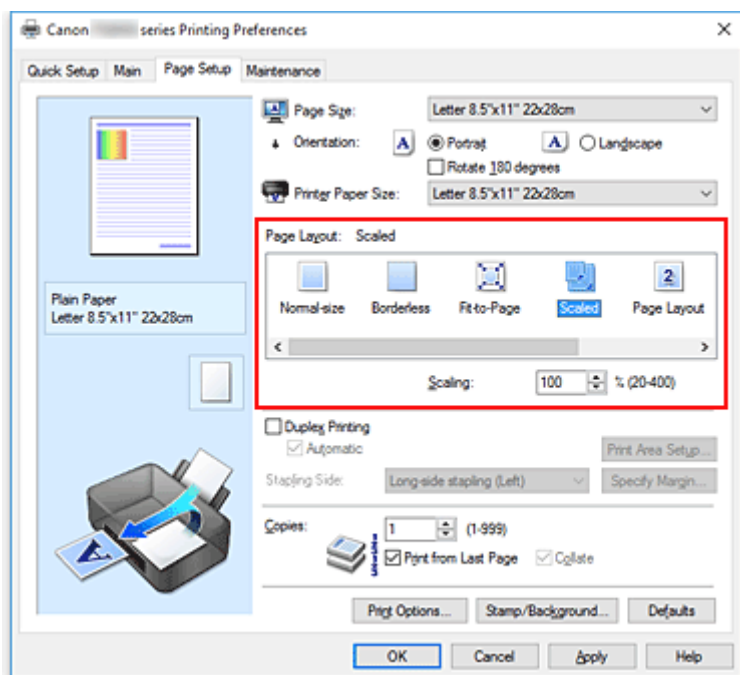 Canon series Printing Preferences
Quick Setup Main Page Setup Maintenance
Page Size: Letter 8.5"x11" 22x28cm
Orientation: A Portrait A Landscape
Rotate 180 degrees
Printer Paper Size: Letter 8.5"x11" 22x28cm
Page Layout: Scaled
Normal-size Borderless Fit-to-Page Scaled Page Layout
Scaling: 100 % (20-400)
Plain Paper
Letter 8.5"x11" 22x28cm
Duplex Printing
Automatic
Print Area Setup...
Stapling Side: Long-side stapling (Left) Specify Margin...
Copies: 1 (1-999)
Print from Last Page Collate
Print Options... Stamp/Background... Defaults
OK Cancel Apply Help